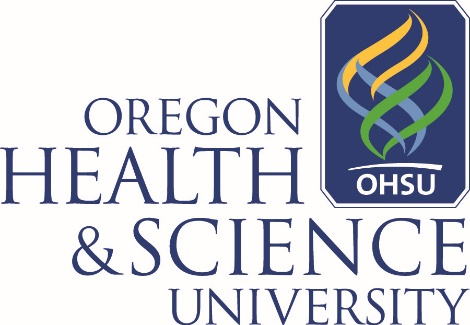 OREGON
HEALTH
& SCIENCE
UNIVERSITY
OHSU